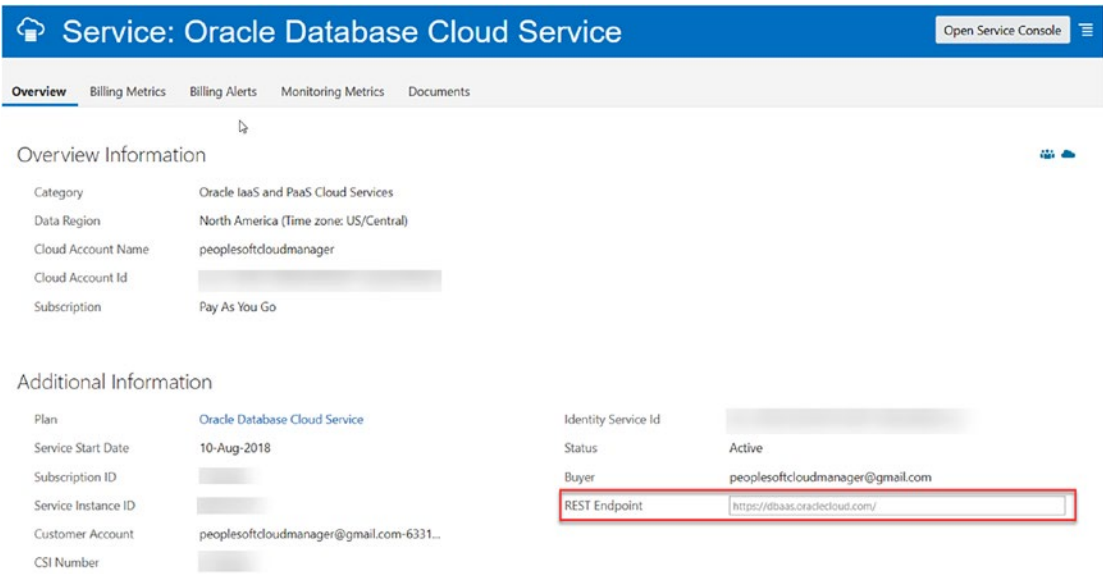 Service: Oracle Database Cloud Service
Open Service Console
Overview Billing Metrics Billing Alerts Monitoring Metrics Documents
Overview Information
Category Oracle IaaS and PaaS Cloud Services
Data Region North America (Time zone: US/Central)
Cloud Account Name peoplesoftcloudmanager
Cloud Account Id
Subscription Pay As You Go
Additional Information
Plan Oracle Database Cloud Service
Service Start Date 10-Aug-2018
Subscription ID
Service Instance ID
Customer Account peoplesoftcloudmanager@gmail.com-6331...
CSI Number
Identity Service Id
Status Active
Buyer peoplesoftcloudmanager@gmail.com
REST Endpoint https://dbaas.oraclecloud.com/